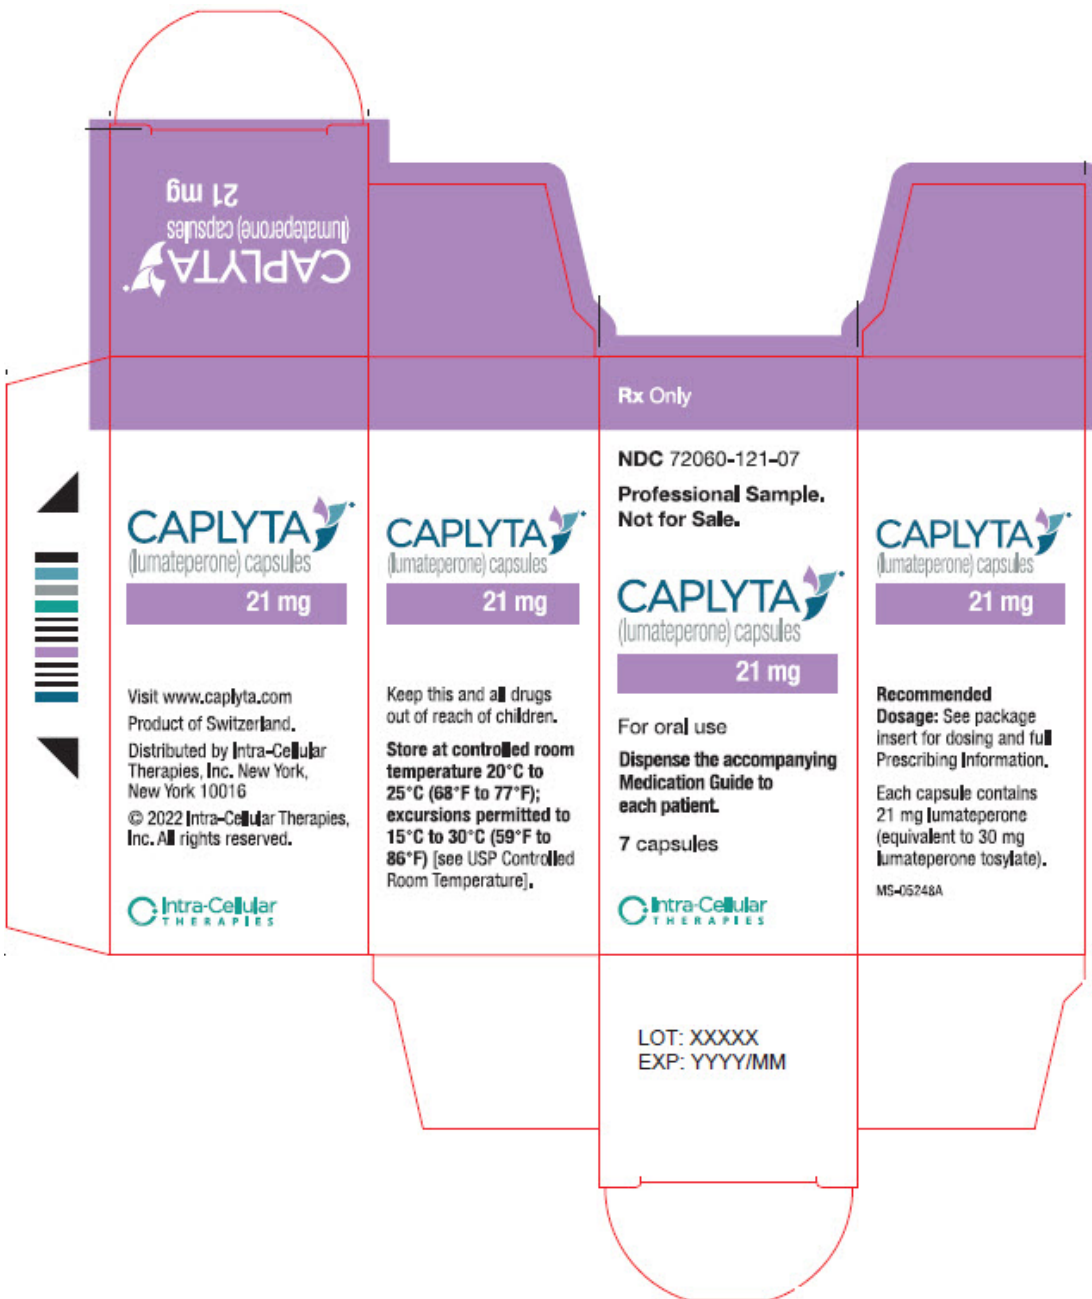 CAPLYTA
(lumateperone) capsules
21 mg
CAPLYTA
(lumateperone) capsules
21 mg
Visit www.caplyta.com
Product of Switzerland.
Distributed by Intra-Cellular
Therapies, Inc. New York,
New York 10016
© 2022 Intra-Cellular Therapies,
Inc. All rights reserved.
Intra-Cellular
THERAPIES
CAPLYTA
(lumateperone) capsules
21 mg
Keep this and all drugs
out of reach of children.
Store at controlled room
temperature 20°C to
25°C (68°F to 77°F);
excursions permitted to
15°C to 30°C (59°F to
86°F) [see USP Controlled
Room Temperature].
Rx Only
NDC 72060-121-07
Professional Sample.
Not for Sale.
CAPLYTA
(lumateperone) capsules
21 mg
For oral use
Dispense the accompanying
Medication Guide to
each patient.
7 capsules
Intra-Cellular
THERAPIES
CAPLYTA
(lumateperone) capsules
21 mg
Recommended
Dosage: See package
insert for dosing and full
Prescribing Information.
Each capsule contains
21 mg lumateperone
(equivalent to 30 mg
lumateperone tosylate).
MS-05248A
LOT: XXXXX
EXP: YYYY/MM